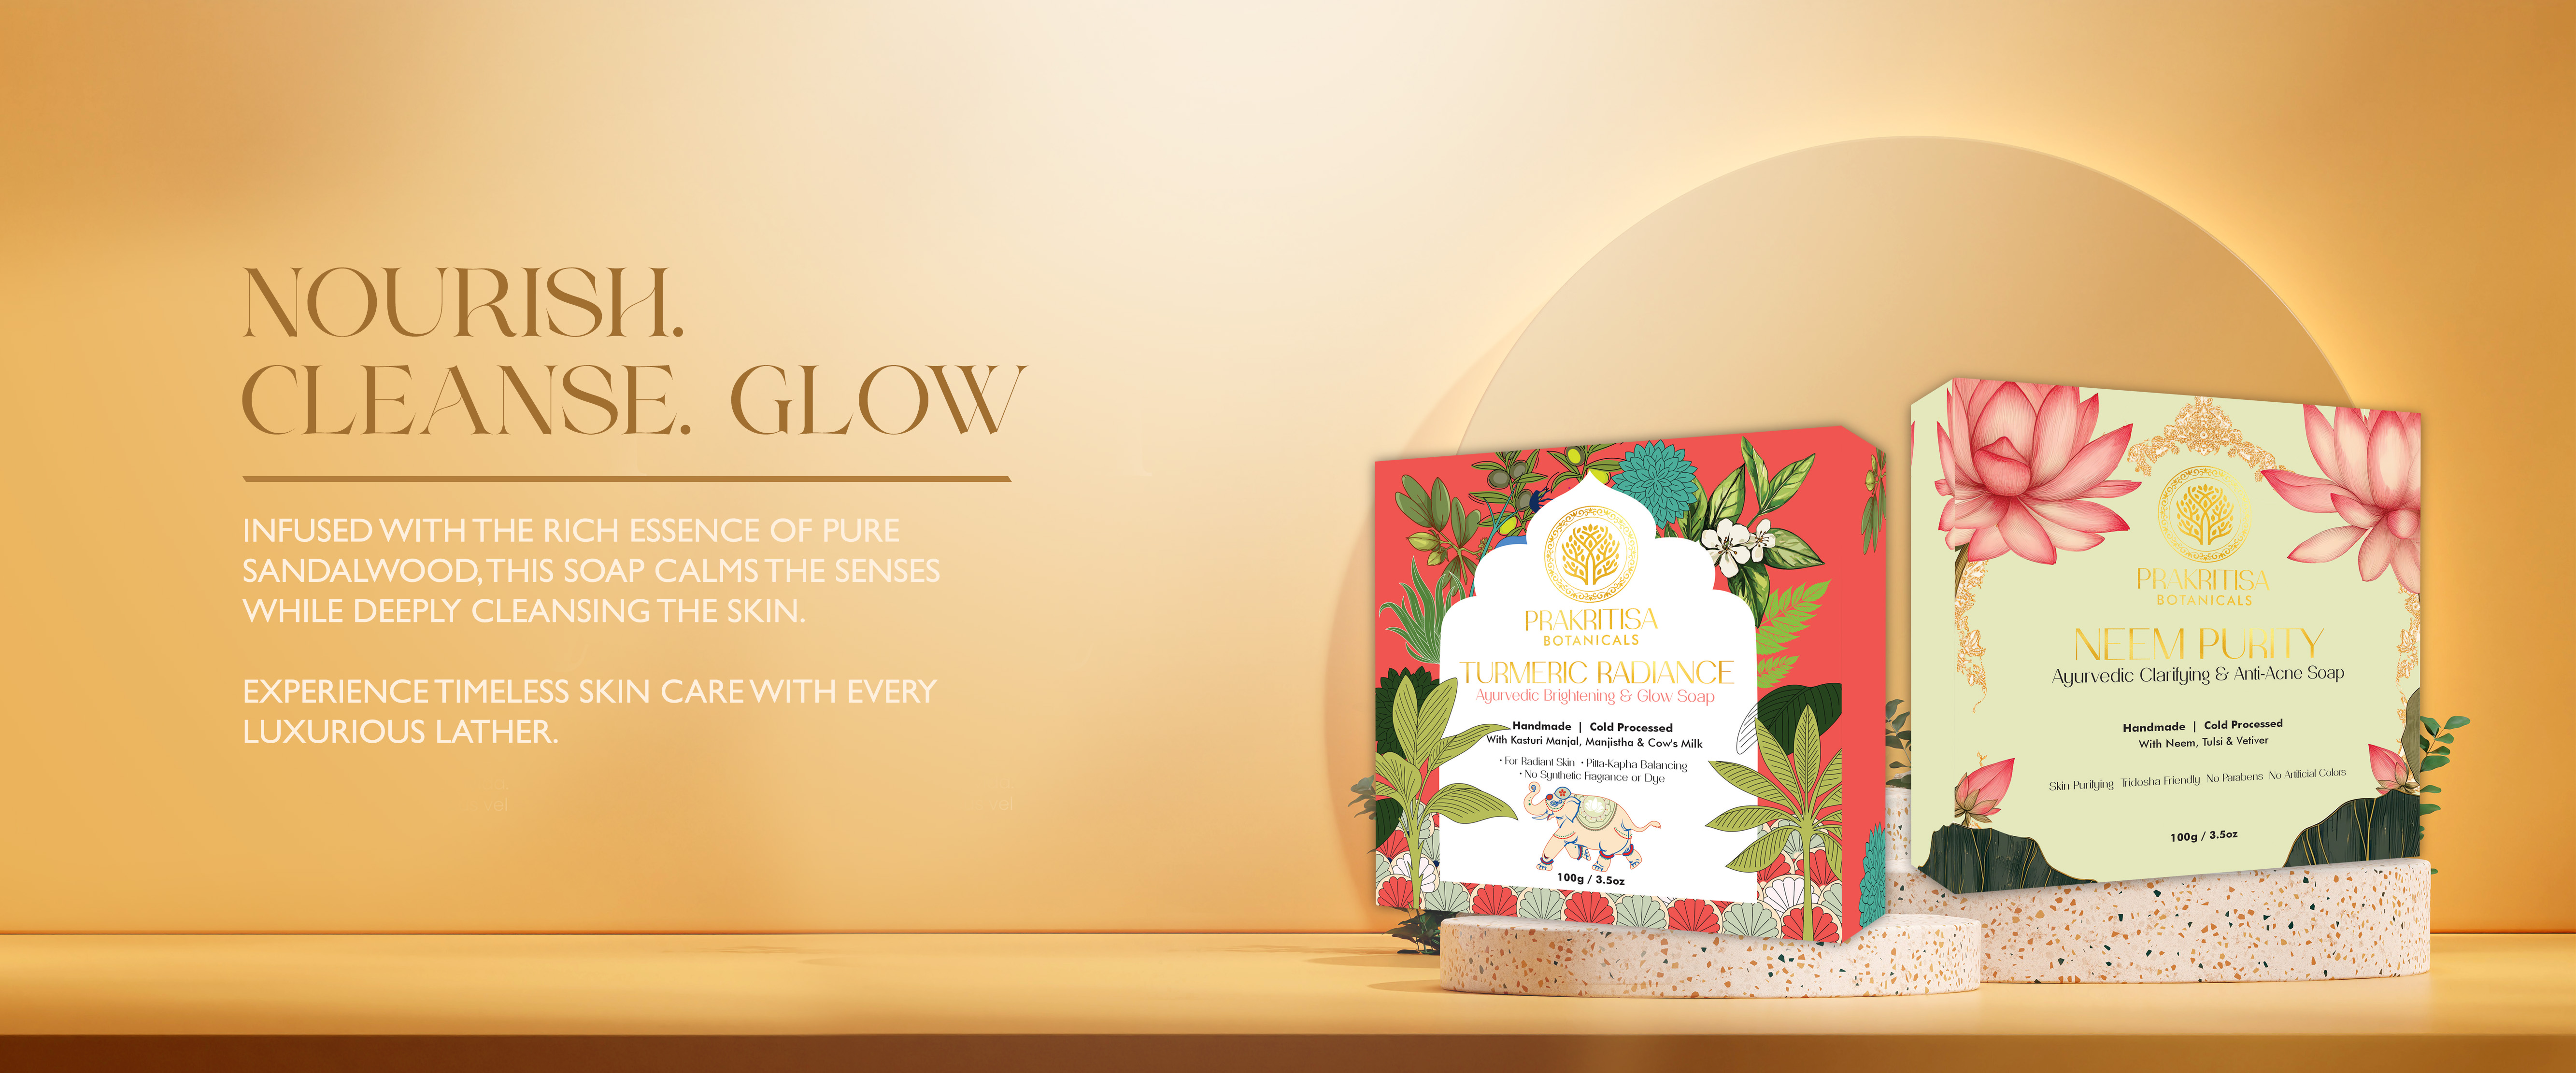 NOURISH.
CLEANSE. GLOW
INFUSED WITH THE RICH ESSENCE OF PURE
SANDALWOOD, THIS SOAP CALMS THE SENSES
WHILE DEEPLY CLEANSING THE SKIN.
EXPERIENCE TIMELESS SKIN CARE WITH EVERY
LUXURIOUS LATHER.
PRAKRITISA
BOTANICALS
TURMERIC RADIANCE
Ayurvedic Brightening & Glow Soap
Handmade | Cold Processed
With Kasturi Manjal, Manjistha & Cow's Milk
• For Radiant Skin • Pitta-Kapha Balancing
• No Synthetic Fragrance or Dye
100g / 3.5oz
PRAKRITISA
BOTANICALS
NEEM PURITY
Ayurvedic Clarifying & Anti-Acne Soap
Handmade | Cold Processed
With Neem, Tulsi & Vetiver
Skin Purifying Tridosha Friendly No Parabens No Artificial Colors
100g / 3.5oz